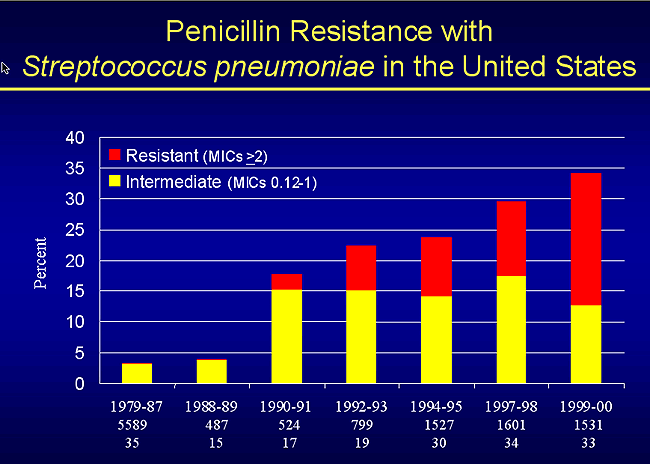 Penicillin Resistance with
Streptococcus pneumoniae in the United States
40
35
30
25
20
15
10
5
0
Percent
Resistant (MICs ≥2)
Intermediate (MICs 0.12-1)
1979-87 1988-89 1990-91 1992-93 1994-95 1997-98 1999-00
5589 487 524 799 1527 1601 1531
35 15 17 19 30 34 33